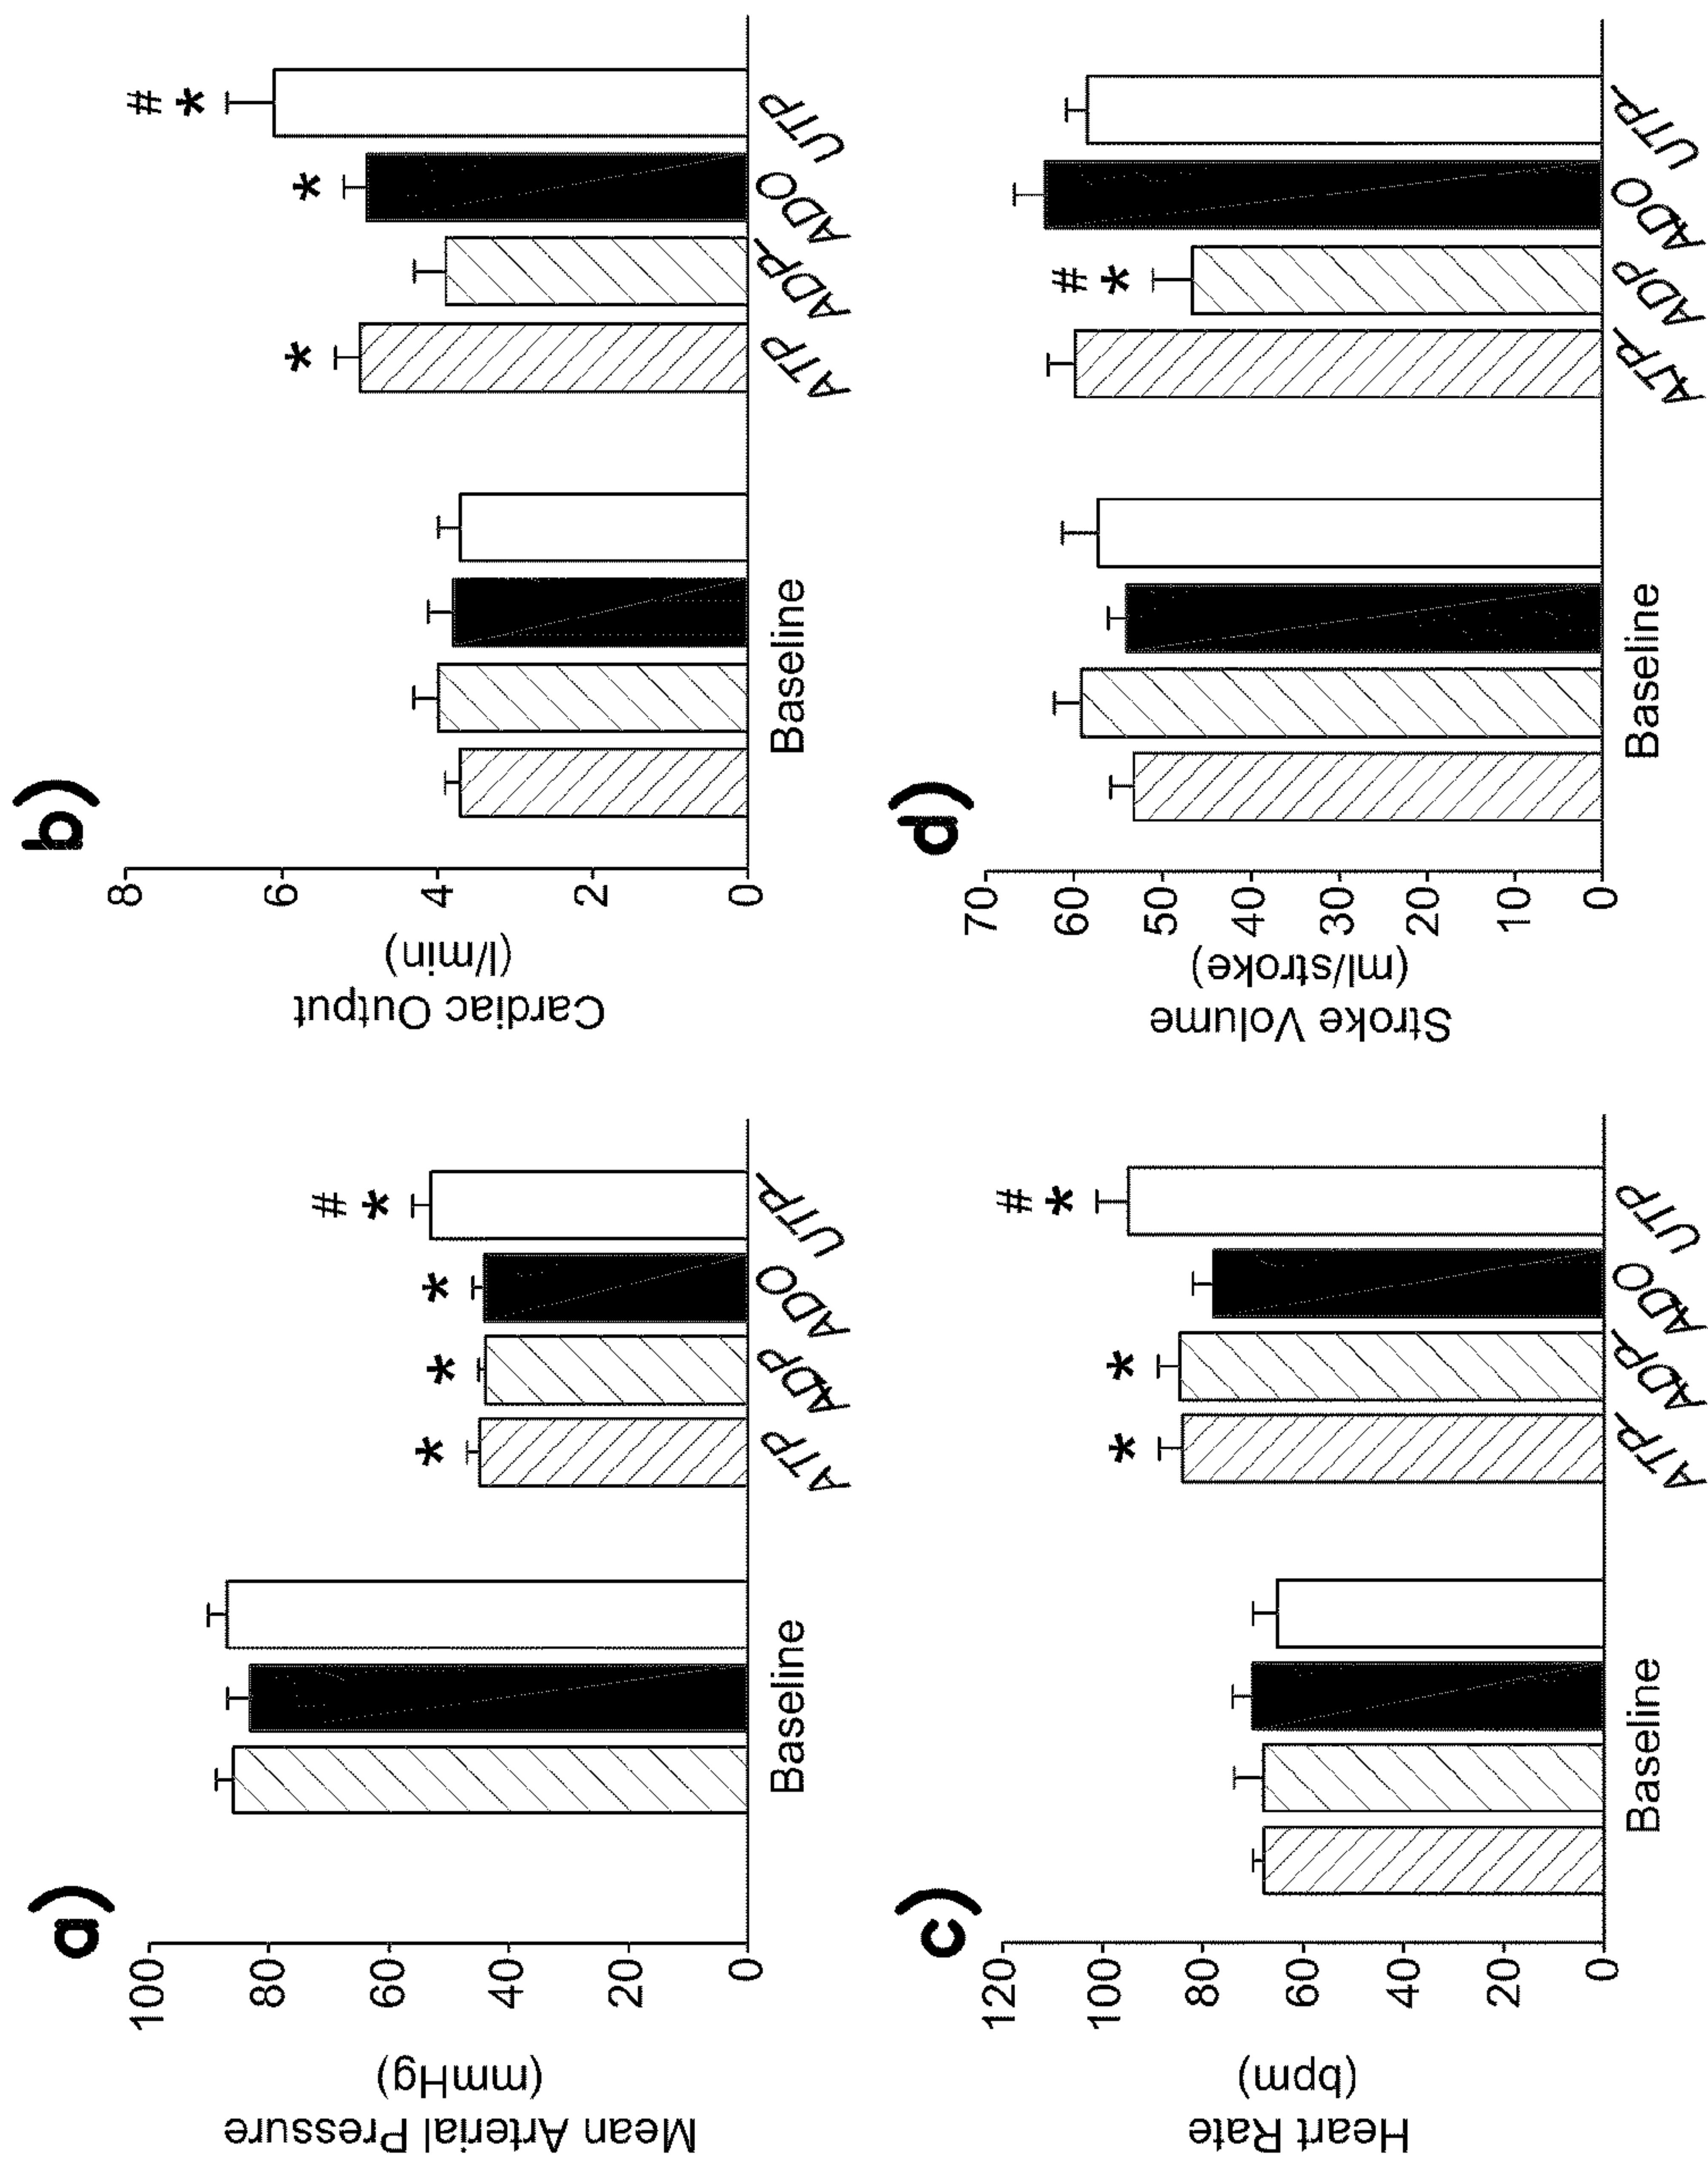 a)
Mean Arterial Pressure
(mmHg)
100
80
60
40
20
0
*
*
*
#
*
Baseline
ATP
ADP
ADO
UTP
b)
Cardiac Output
(l/min)
8
6
4
2
0
*
*
#
*
Baseline
ATP
ADP
ADO
UTP
c)
Heart Rate
(bpm)
120
100
80
60
40
20
0
*
*
#
*
Baseline
ATP
ADP
ADO
UTP
d)
Stroke Volume
(ml/stroke)
70
60
50
40
30
20
10
0
#
*
Baseline
ATP
ADP
ADO
UTP